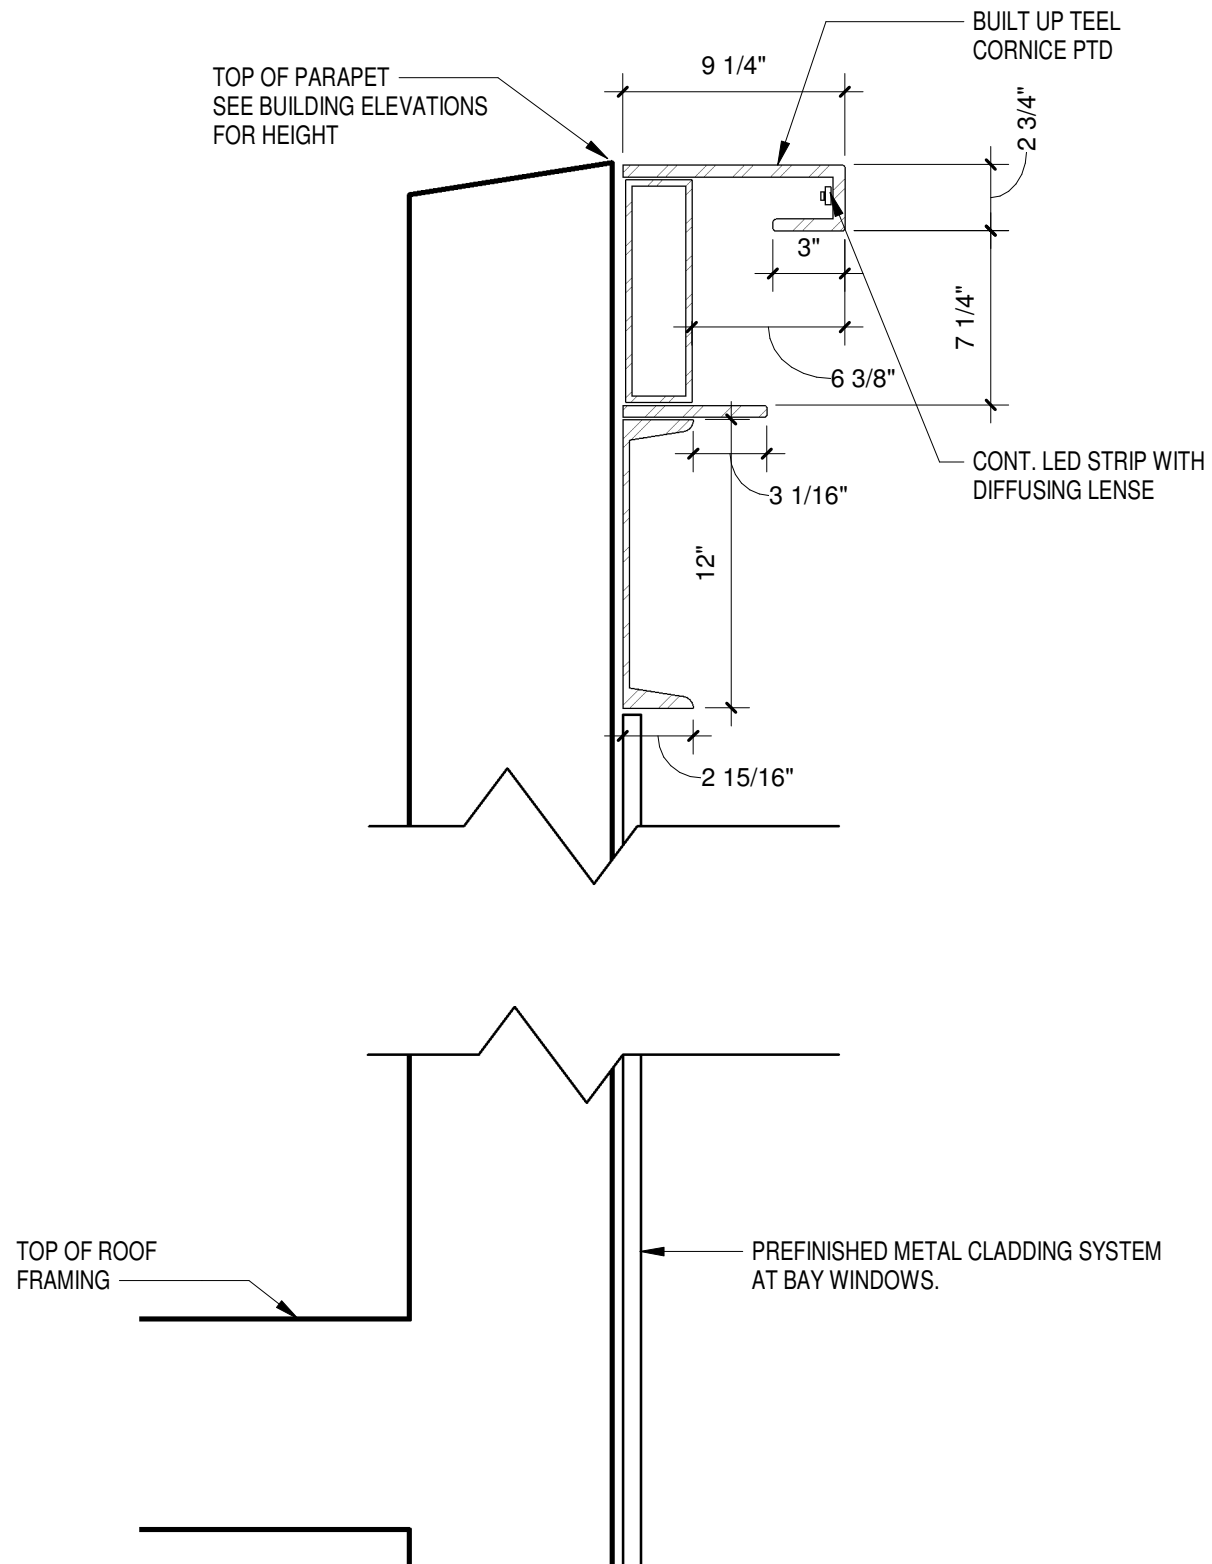 BUILT UP TEEL
CORNICE PTD
9 1/4"
TOP OF PARAPET
SEE BUILDING ELEVATIONS
FOR HEIGHT
2 3/4"
3"
7 1/4"
6 3/8"
CONT. LED STRIP WITH
DIFFUSING LENSE
3 1/16"
12"
2 15/16"
TOP OF ROOF
FRAMING
PREFINISHED METAL CLADDING SYSTEM
AT BAY WINDOWS.